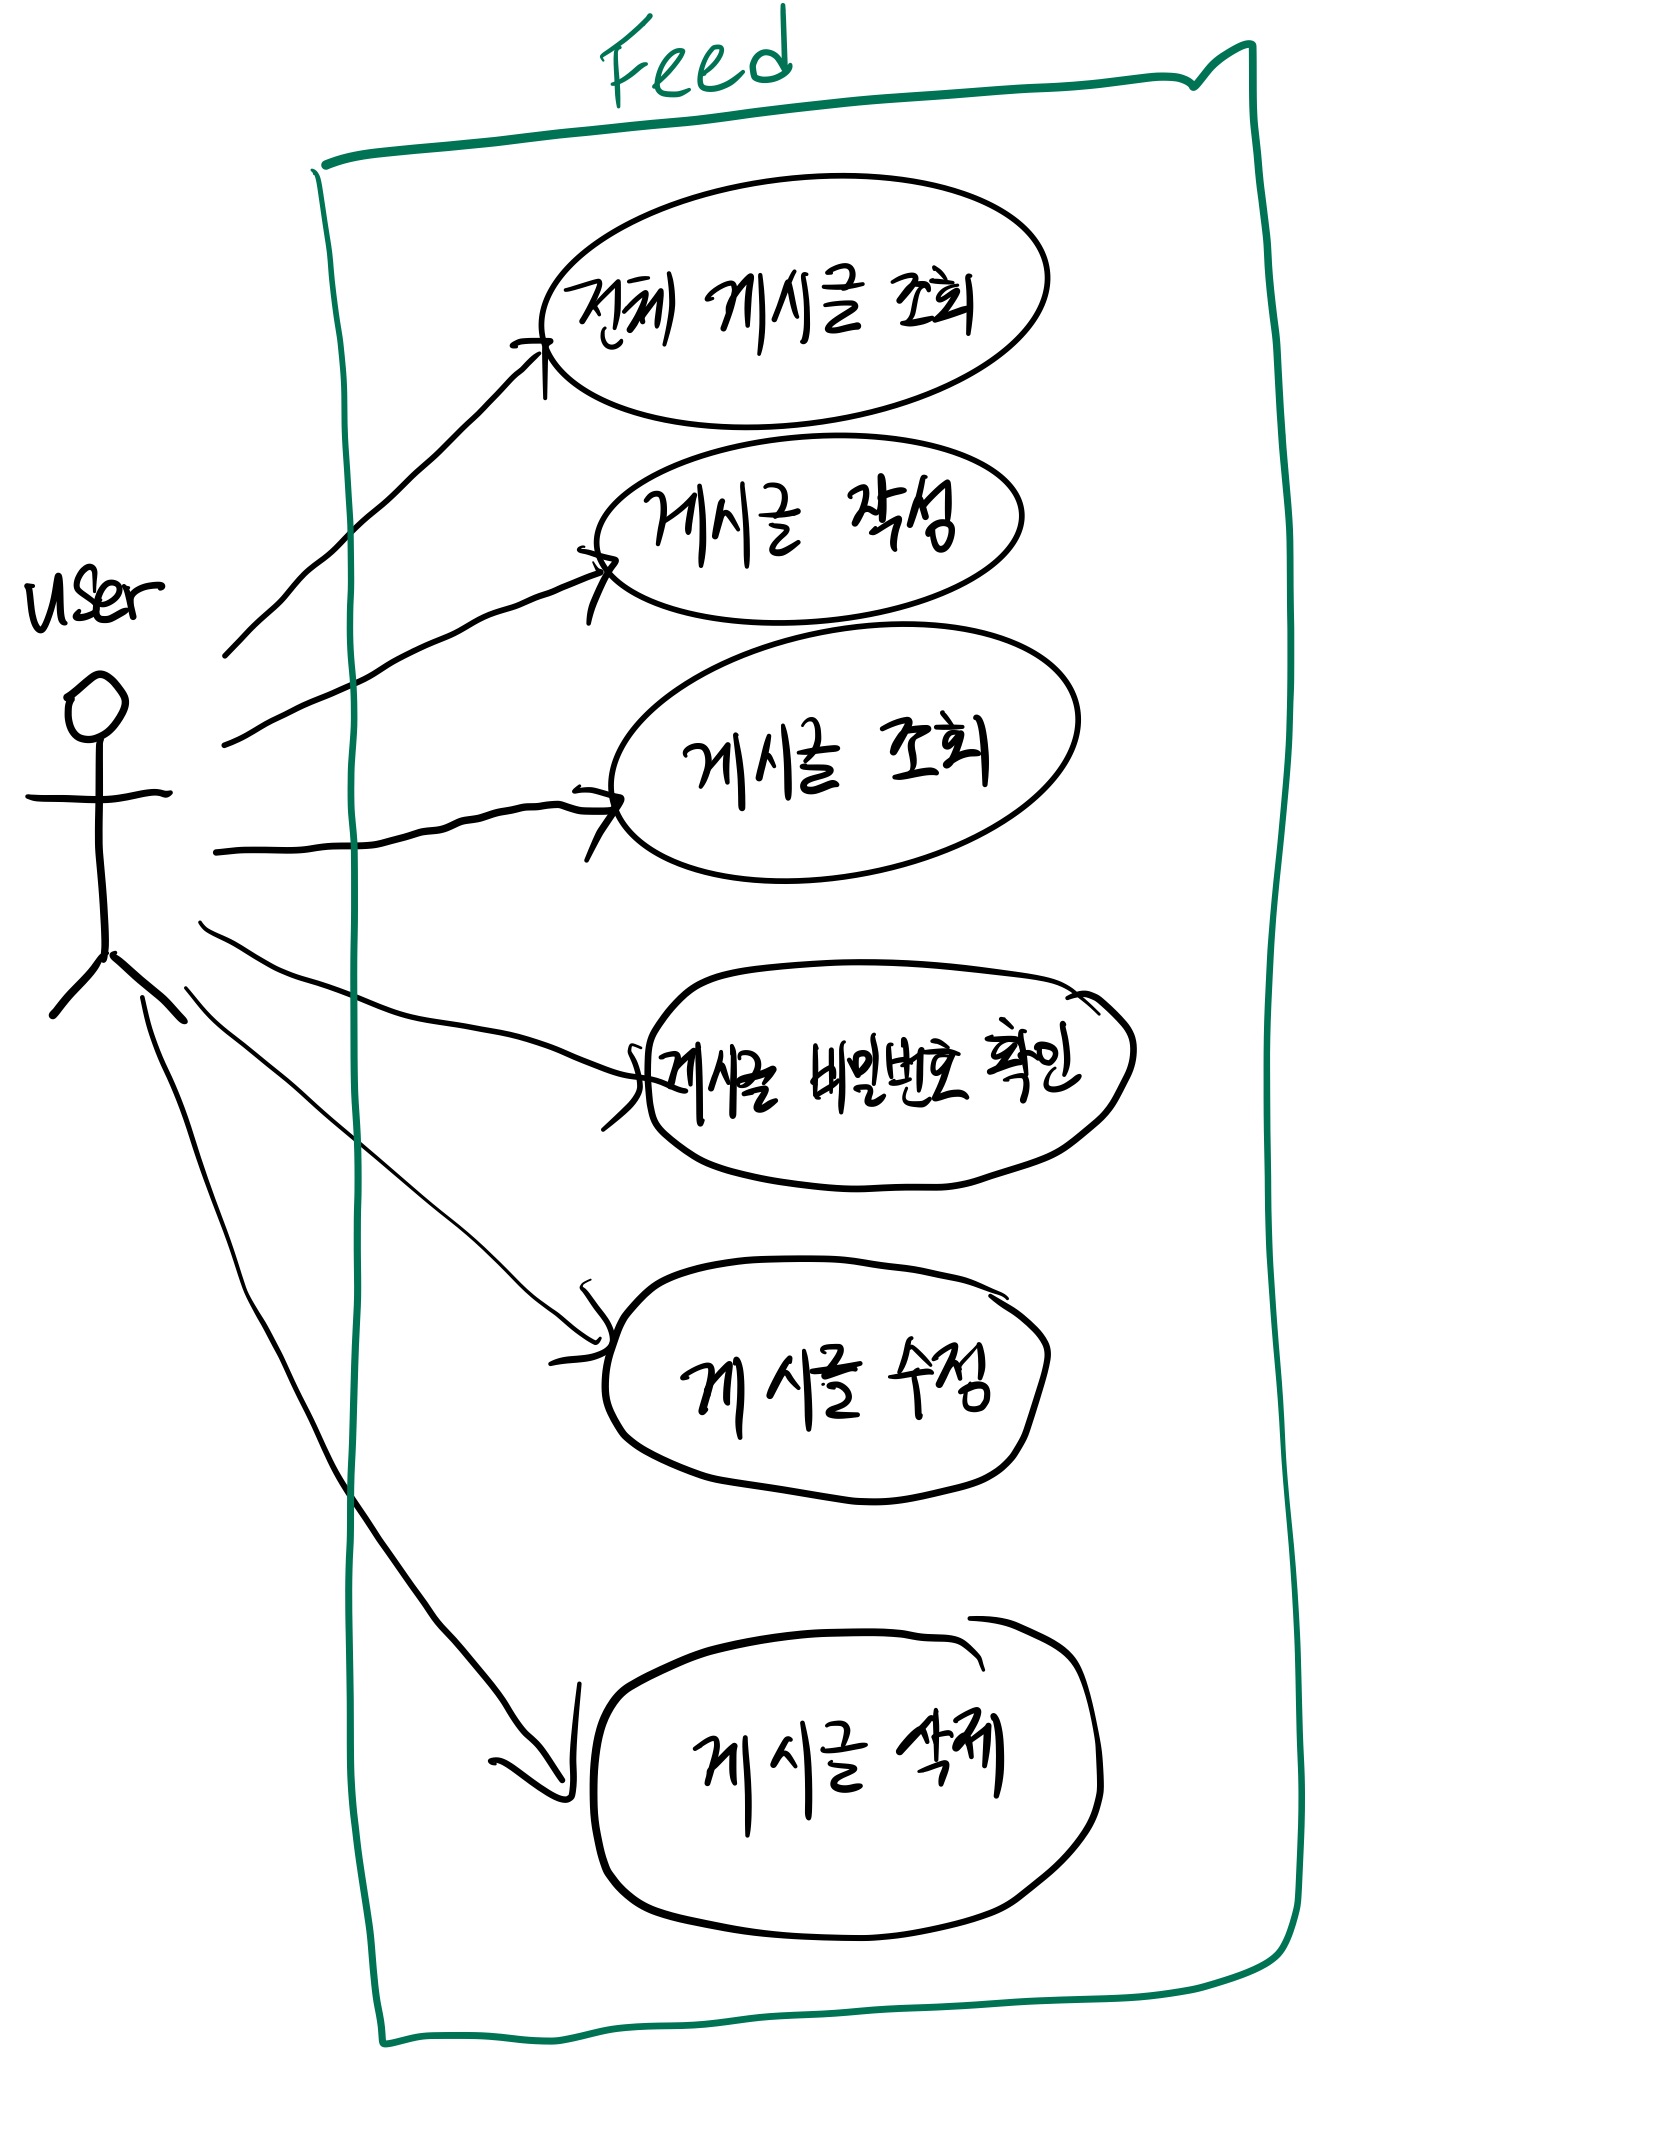 Feed
전체 게시글 조회
게시글 작성
user
게시글 조회
게시글 비밀번호 확인
게시글 수정
게시글 삭제